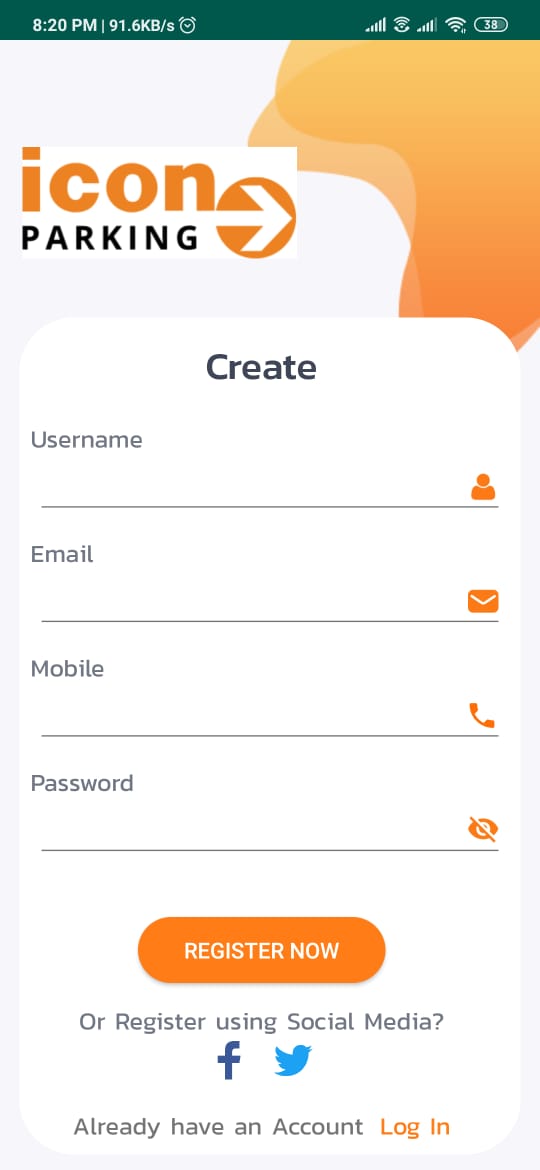 8:20 PM | 91.6KB/s 38
icon
PARKING
Create
Username
Email
Mobile
Password
REGISTER NOW
Or Register using Social Media?
Already have an Account Log In